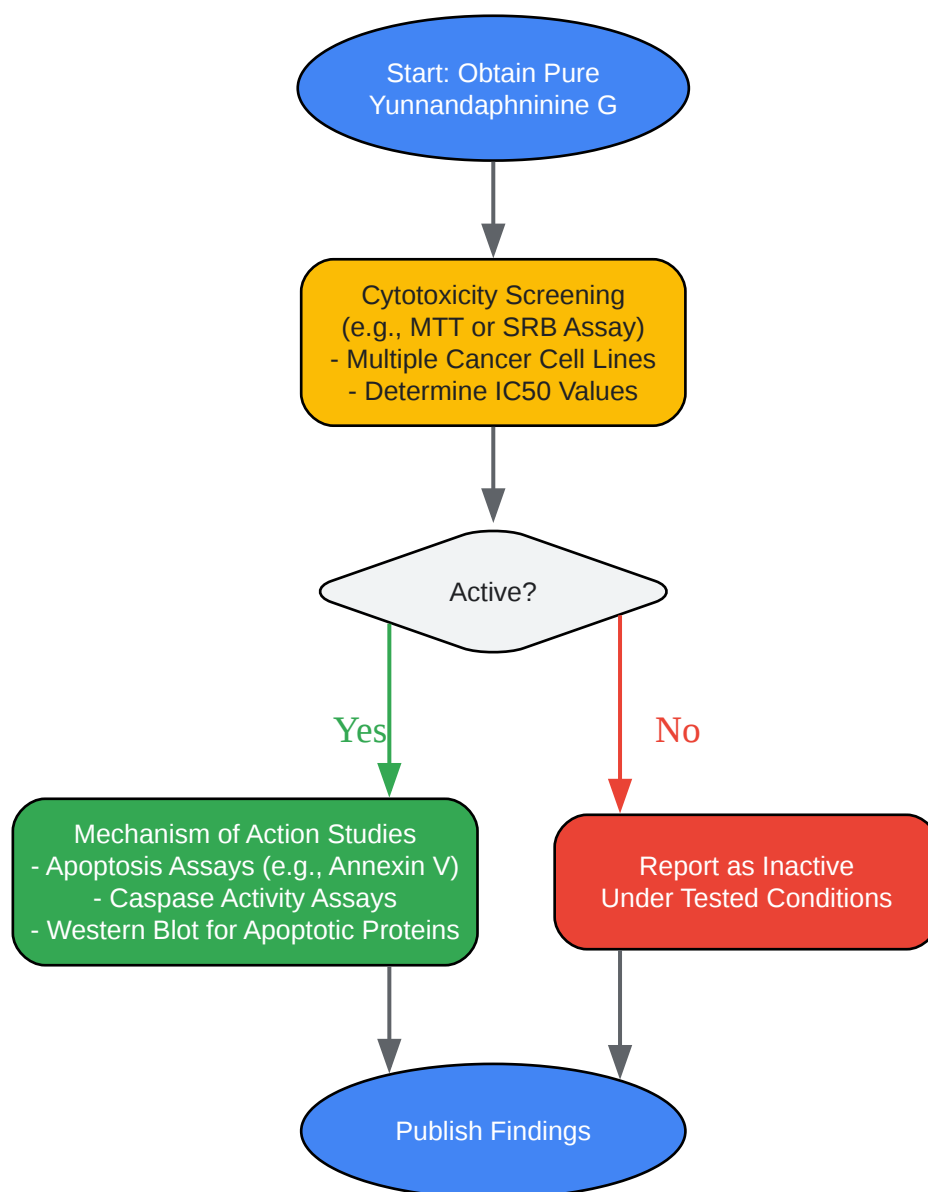 Start: Obtain Pure
Yunnandaphninine G
Cytotoxicity Screening
(e.g., MTT or SRB Assay)
- Multiple Cancer Cell Lines
- Determine IC50 Values
Active?
Yes
No
Mechanism of Action Studies
- Apoptosis Assays (e.g., Annexin V)
- Caspase Activity Assays
- Western Blot for Apoptotic Proteins
Report as Inactive
Under Tested Conditions
Publish Findings